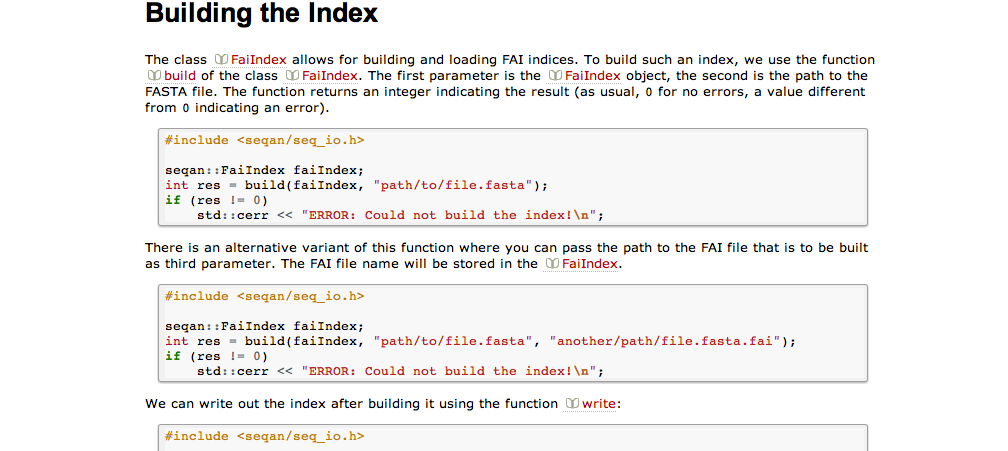 Building the Index
The class FaiIndex allows for building and loading FAI indices. To build such an index, we use the function
build of the class FaiIndex. The first parameter is the FaiIndex object, the second is the path to the
FASTA file. The function returns an integer indicating the result (as usual, 0 for no errors, a value different
from 0 indicating an error).
#include <seqan/seq_io.h>
seqan::FaiIndex faiIndex;
int res = build(faiIndex, "path/to/file.fasta");
if (res != 0)
    std::cerr << "ERROR: Could not build the index!\n";
There is an alternative variant of this function where you can pass the path to the FAI file that is to be built
as third parameter. The FAI file name will be stored in the FaiIndex.
#include <seqan/seq_io.h>
seqan::FaiIndex faiIndex;
int res = build(faiIndex, "path/to/file.fasta", "another/path/file.fasta.fai");
if (res != 0)
    std::cerr << "ERROR: Could not build the index!\n";
We can write out the index after building it using the function write:
#include <seqan/seq_io.h>